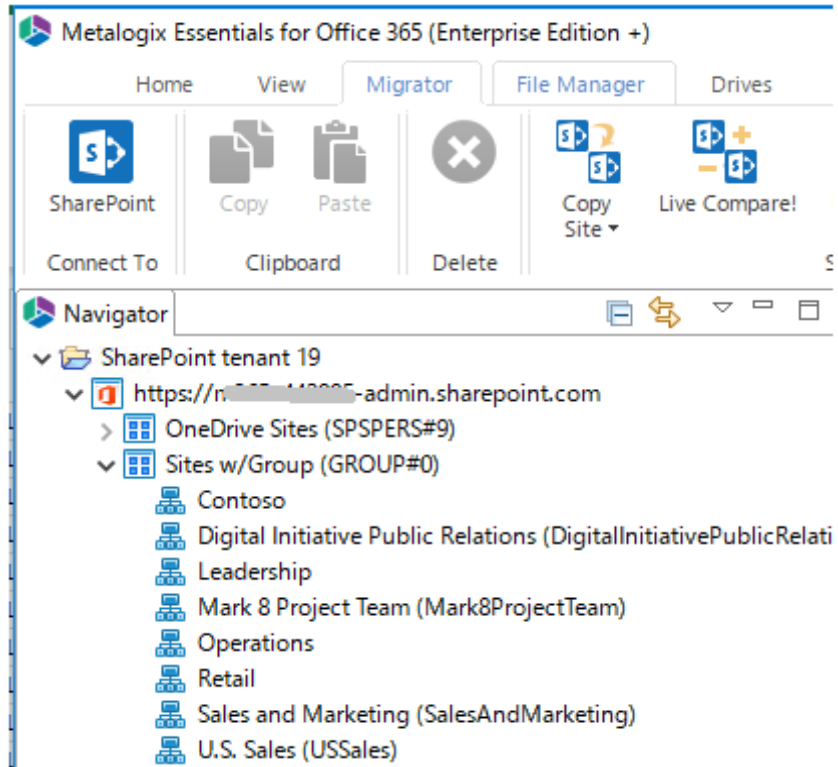 Metalogix Essentials for Office 365 (Enterprise Edition +)
Home View Migrator File Manager Drives
SharePoint Copy Paste Copy Site Live Compare!
Connect To Clipboard Delete S
Navigator
SharePoint tenant 19
https:// -admin.sharepoint.com
OneDrive Sites (SPSPERS#9)
Sites w/Group (GROUP#0)
Contoso
Digital Initiative Public Relations (DigitalInitiativePublicRelati
Leadership
Mark 8 Project Team (Mark8ProjectTeam)
Operations
Retail
Sales and Marketing (SalesAndMarketing)
U.S. Sales (USSales)